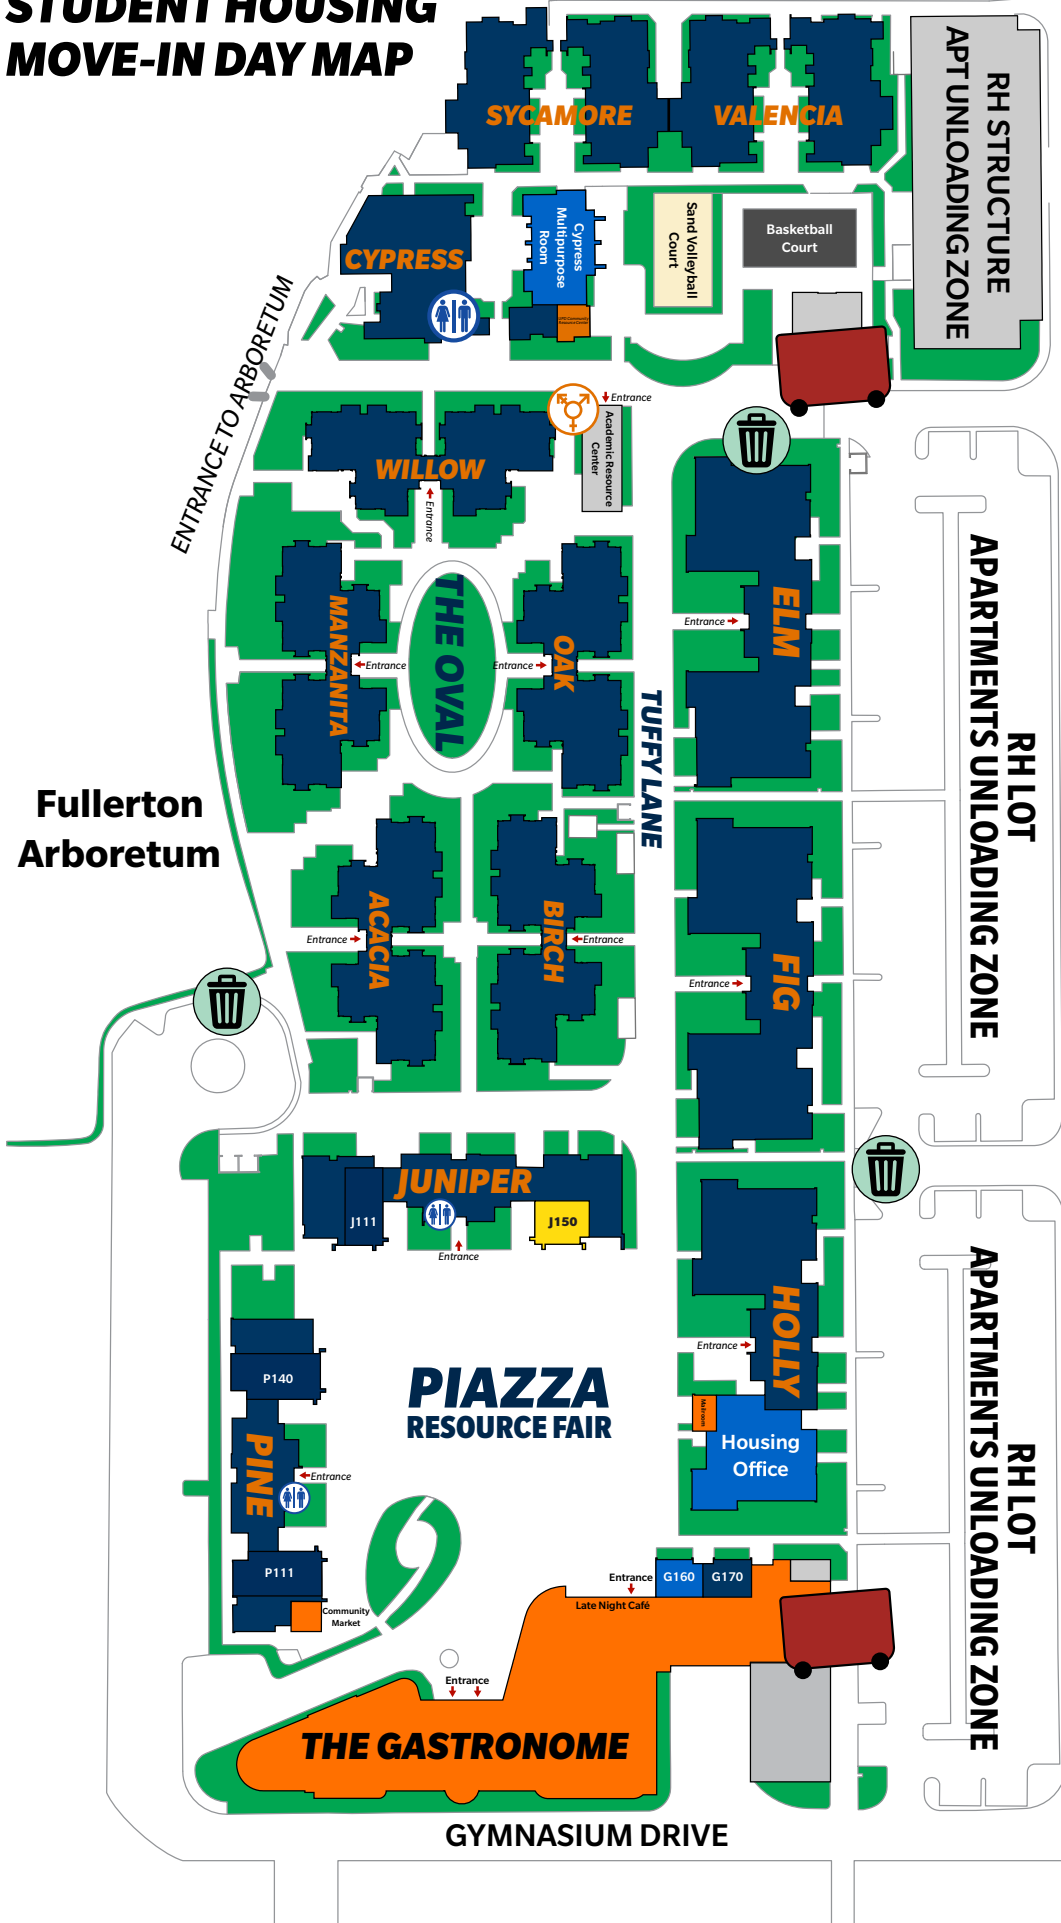 STUDENT HOUSING
MOVE-IN DAY MAP
SYCAMORE
VALENCIA
RH STRUCTURE
APT UNLOADING ZONE
CYPRESS
Cypress
Multipurpose
Room
Sand Volleyball
Court
Basketball
Court
ENTRANCE TO ARBORETUM
Entrance
Academic Resource
Center
WILLOW
Entrance
MANZANITA
Entrance
THE OVAL
OAK
Entrance
ELM
Entrance
TUFFY LANE
RH LOT
APARTMENTS UNLOADING ZONE
Fullerton
Arboretum
ACACIA
Entrance
BIRCH
Entrance
FIG
Entrance
JUNIPER
J111
J150
Entrance
HOLLY
Entrance
Mailroom
Housing
Office
RH LOT
APARTMENTS UNLOADING ZONE
PIAZZA
RESOURCE FAIR
P140
PINE
Entrance
P111
Community
Market
G160
G170
Entrance
Late Night Café
Entrance
THE GASTRONOME
GYMNASIUM DRIVE